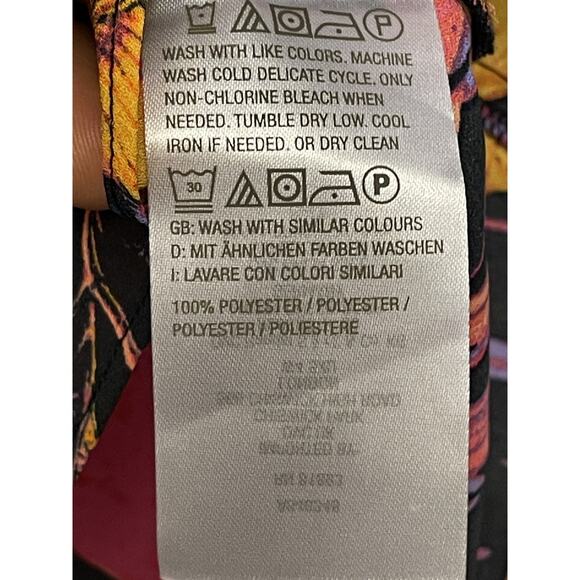 WASH WITH LIKE COLORS. MACHINE
WASH COLD DELICATE CYCLE. ONLY
NON-CHLORINE BLEACH WHEN
NEEDED. TUMBLE DRY LOW. COOL
IRON IF NEEDED. OR DRY CLEAN
30 P
GB: WASH WITH SIMILAR COLOURS
D: MIT ÄHNLICHEN FARBEN WASCHEN
I: LAVARE CON COLORI SIMILARI
100% POLYESTER / POLYESTER /
POLYESTER / POLIESTERE